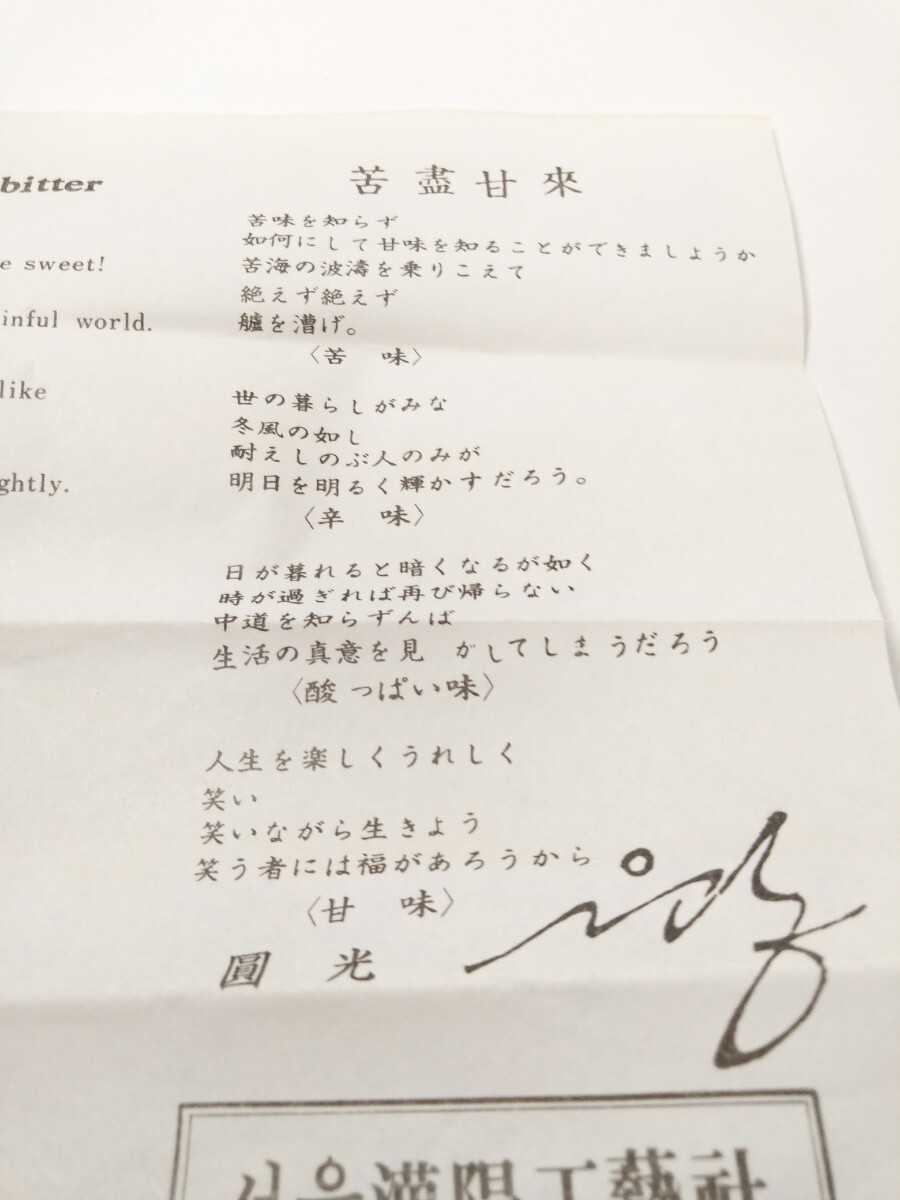 bitter
e sweet!
inful world.
like
ghtly.
苦盡甘來
苦味を知らず
如何にして甘味を知ることができましようか
苦海の波濤を乗りこえて
絶えず絶えず
艫を漕げ。
〈苦　味〉
世の暮らしがみな
冬風の如し
耐えしのぶ人のみが
明日を明るく輝かすだろう。
〈辛　味〉
日が暮れると暗くなるが如く
時が過ぎれば再び帰らない
中道を知らずんば
生活の真意を見　がしてしまうだろう
〈酸っぱい味〉
人生を楽しくうれしく
笑い
笑いながら生きよう
笑う者には福があろうから
〈甘　味〉
圓　光
서울漢陽工藝社